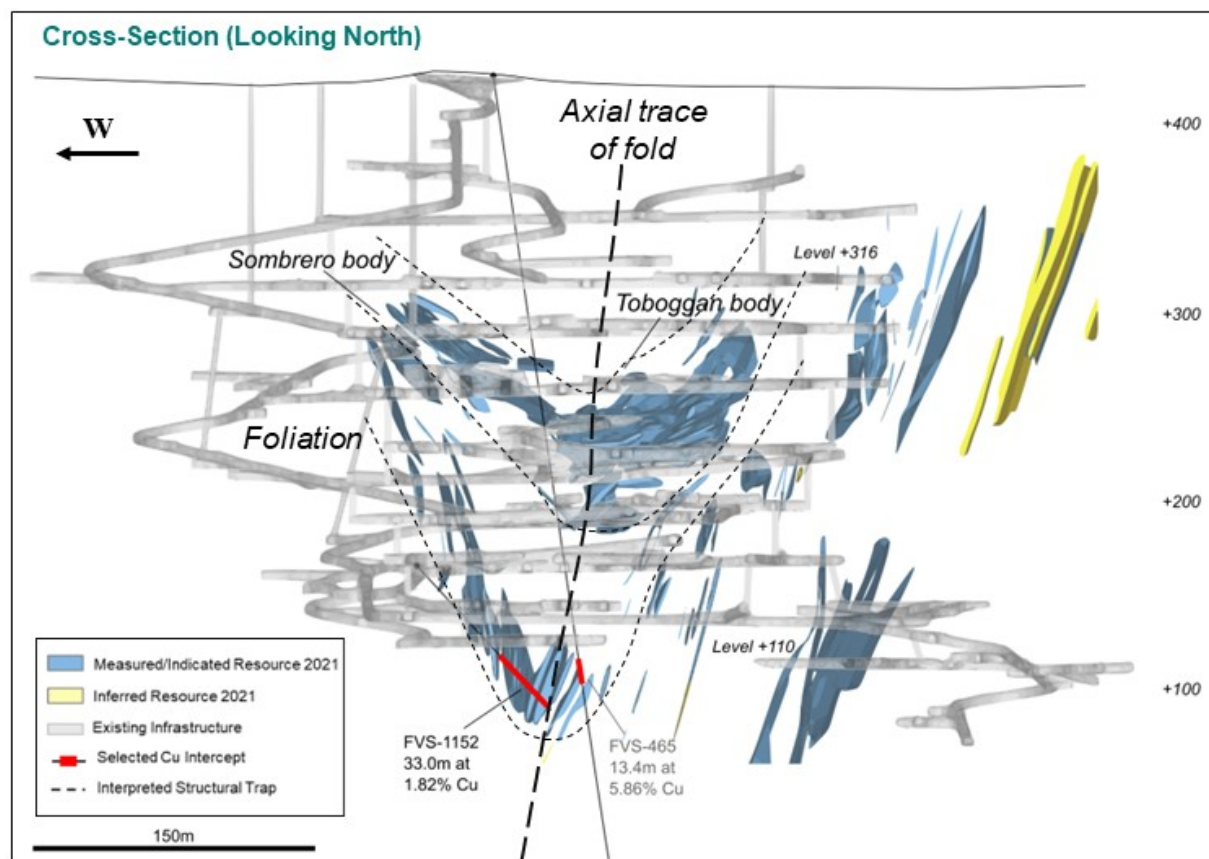 Cross-Section (Looking North)
W
Axial trace
of fold
+400
Sombrero body
Level +316
Toboggan body
+300
Foliation
+200
Level +110
+100
Measured/Indicated Resource 2021
Inferred Resource 2021
Existing Infrastructure
Selected Cu Intercept
Interpreted Structural Trap
FVS-1152
33.0m at
1.82% Cu
FVS-465
13.4m at
5.86% Cu
150m